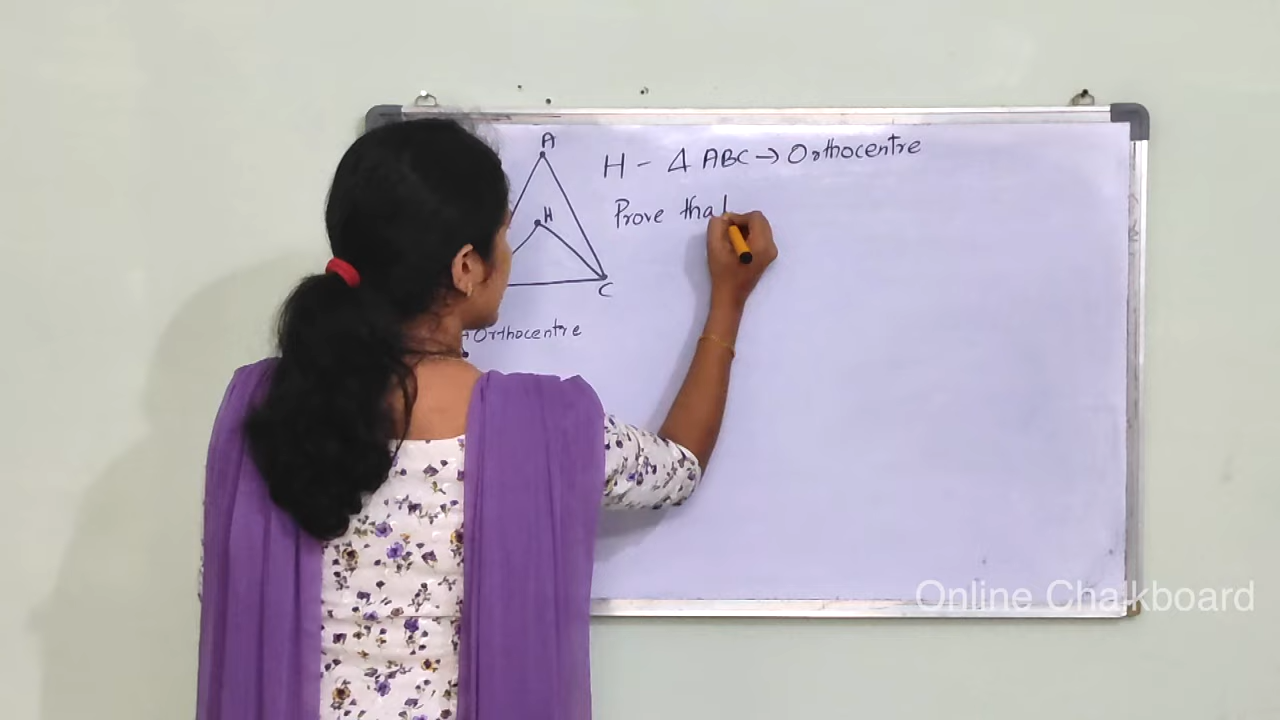 A
H - Δ ABC → Orthocentre
Prove that
H
C
Orthocentre
Online Chalkboard